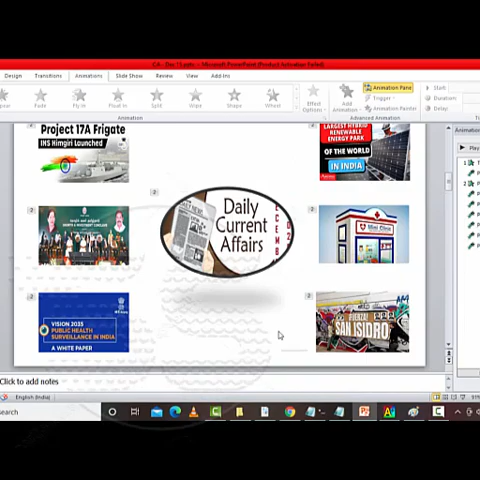 CA - Dec 15.pptx - Microsoft PowerPoint (Product Activation Failed)
Design Transitions Animations Slide Show Review View Add-Ins
Fade Fly In Float In Split Wipe Shape Wheel
Effect Options
Add Animation
Animation Pane
Trigger
Animation Painter
Start:
Duration:
Delay:
Animation
Advanced Animation
Project 17A Frigate
INS Himgiri Launched
LARGEST HYBRID
RENEWABLE
ENERGY PARK
OF THE WORLD
IN INDIA
Daily
Current
Affairs
Mini Clinic
VISION 2035
PUBLIC HEALTH
SURVEILLANCE IN INDIA
A WHITE PAPER
SAN ISIDRO
Click to add notes
English (India)
search